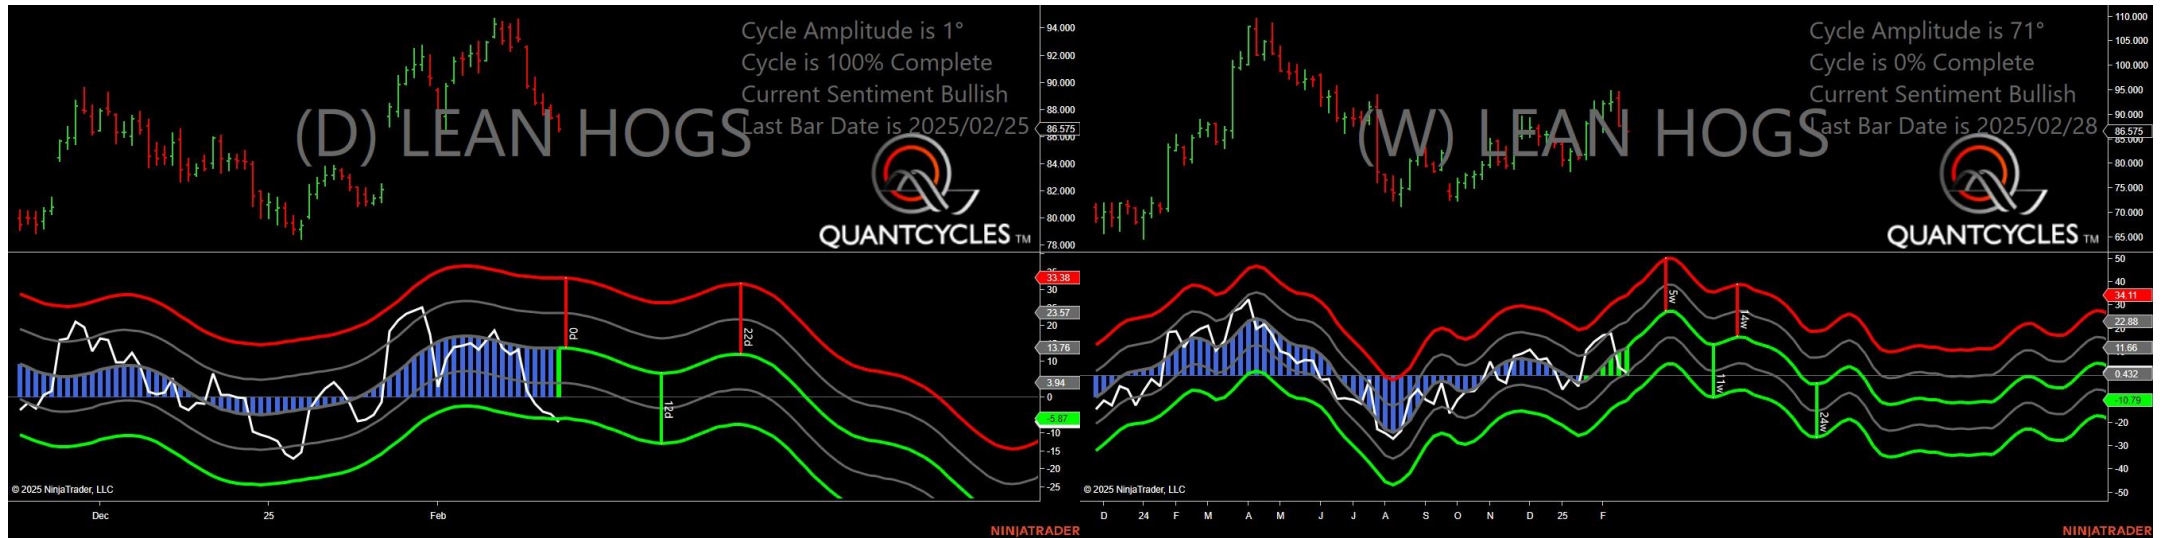 Cycle Amplitude is 1°
Cycle is 100% Complete
Current Sentiment Bullish
Last Bar Date is 2025/02/25
(D) LEAN HOGS
QUANTCYCLES TM
94.000
92.000
90.000
88.000
86.575
86.000
84.000
82.000
80.000
78.000
33.38
30
23.57
20
13.76
10
3.94
0
-5.87
-10
-15
-20
-25
0d
22d
12d
© 2025 NinjaTrader, LLC
Dec
25
Feb
NINJATRADER
Cycle Amplitude is 71°
Cycle is 0% Complete
Current Sentiment Bullish
Last Bar Date is 2025/02/28
(W) LEAN HOGS
QUANTCYCLES TM
110.000
105.000
100.000
95.000
90.000
86.575
85.000
80.000
75.000
70.000
65.000
50
40
34.11
30
22.88
20
11.66
0.432
-10.79
-20
-30
-40
-50
5w
14w
11w
24w
© 2025 NinjaTrader, LLC
D
24
F
M
A
M
J
J
A
S
O
N
D
25
F
NINJATRADER